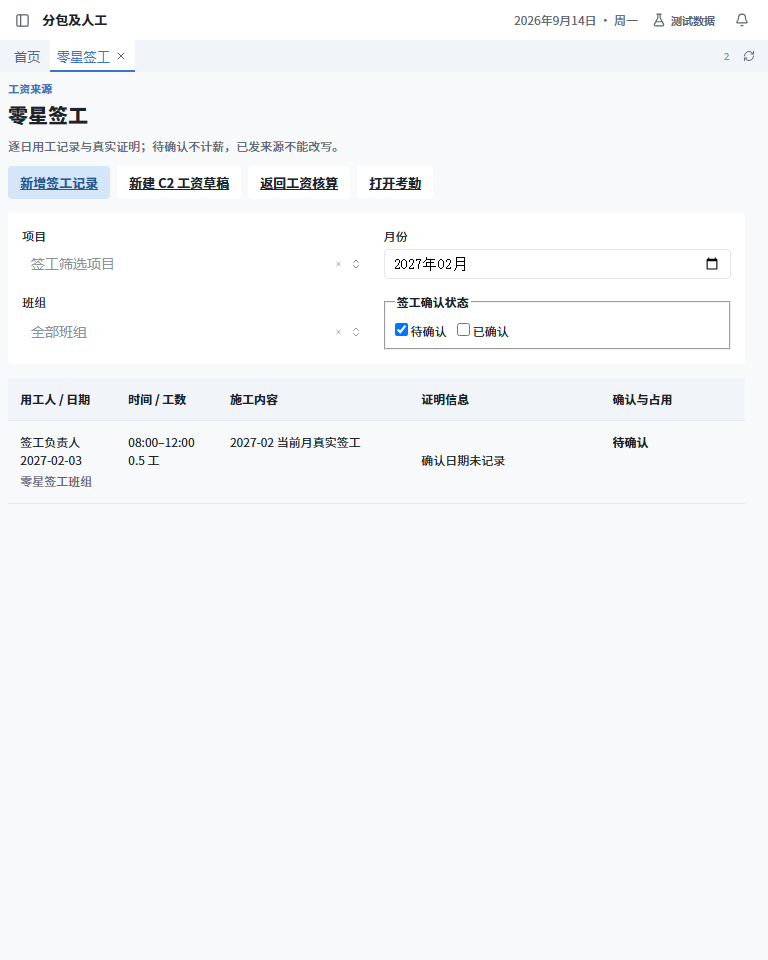 分包及人工
2026年9月14日 · 周一
测试数据
首页
零星签工
2
工资来源
零星签工
逐日用工记录与真实证明；待确认不计薪，已发来源不能改写。
新增签工记录
新建 C2 工资草稿
返回工资核算
打开考勤
项目
签工筛选项目
月份
2027年02月
班组
全部班组
签工确认状态
待确认
已确认
用工人 / 日期
时间 / 工数
施工内容
证明信息
确认与占用
签工负责人
2027-02-03
零星签工班组
08:00–12:00
0.5 工
2027-02 当前月真实签工
确认日期未记录
待确认